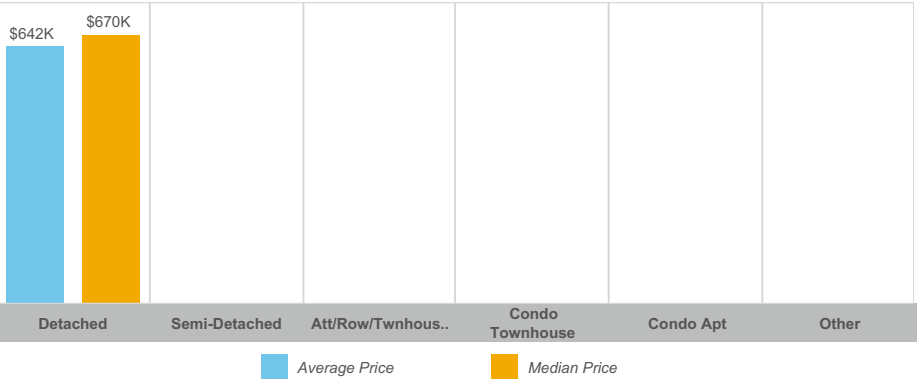 $642K
$670K
Detached
Semi-Detached
Att/Row/Twnhous..
Condo
Townhouse
Condo Apt
Other
Average Price
Median Price